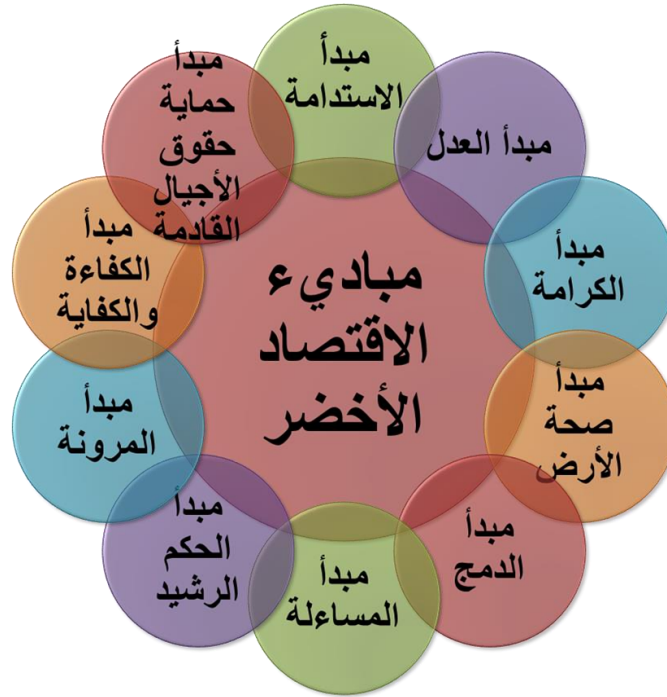 مباديء
الاقتصاد
الأخضر
مبدأ
الاستدامة
مبدأ العدل
مبدأ
الكرامة
مبدأ
صحة
الأرض
مبدأ
الدمج
مبدأ
المساءلة
مبدأ
الحكم
الرشيد
مبدأ
المرونة
مبدأ
الكفاءة
والكفاية
مبدأ
حماية
حقوق
الأجيال
القادمة